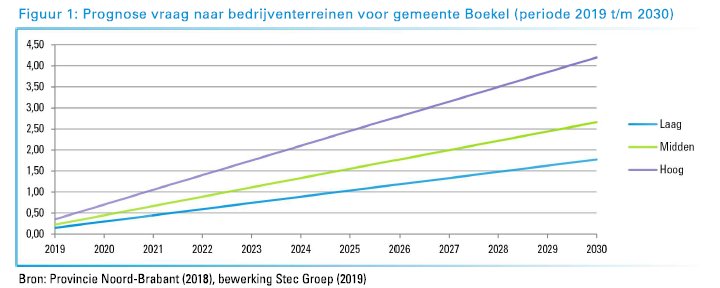 Figuur 1: Prognose vraag naar bedrijventerreinen voor gemeente Boekel (periode 2019 t/m 2030)
4,50
4,00
3,50
3,00
2,50
2,00
1,50
1,00
0,50
0,00
2019 2020 2021 2022 2023 2024 2025 2026 2027 2028 2029 2030
Laag
Midden
Hoog
Bron: Provincie Noord-Brabant (2018), bewerking Stec Groep (2019)